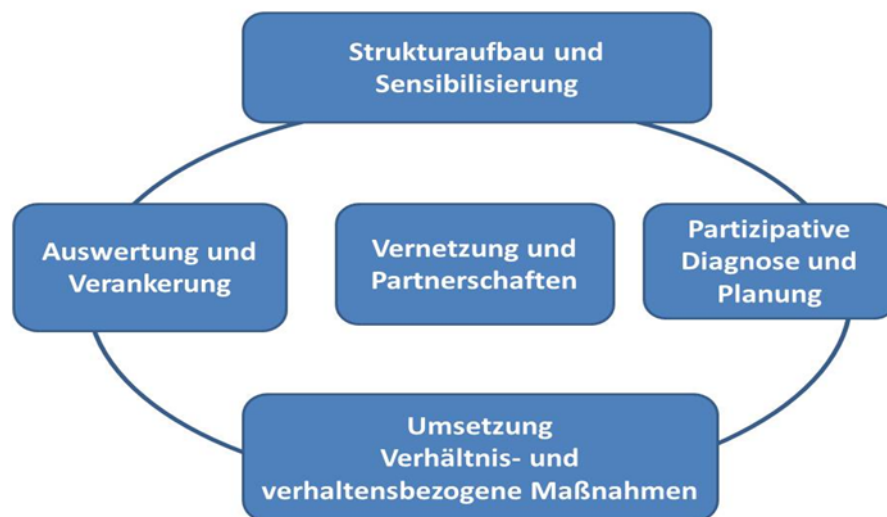 Strukturaufbau und
Sensibilisierung
Auswertung und
Verankerung
Vernetzung und
Partnerschaften
Partizipative
Diagnose und
Planung
Umsetzung
Verhältnis- und
verhaltensbezogene Maßnahmen